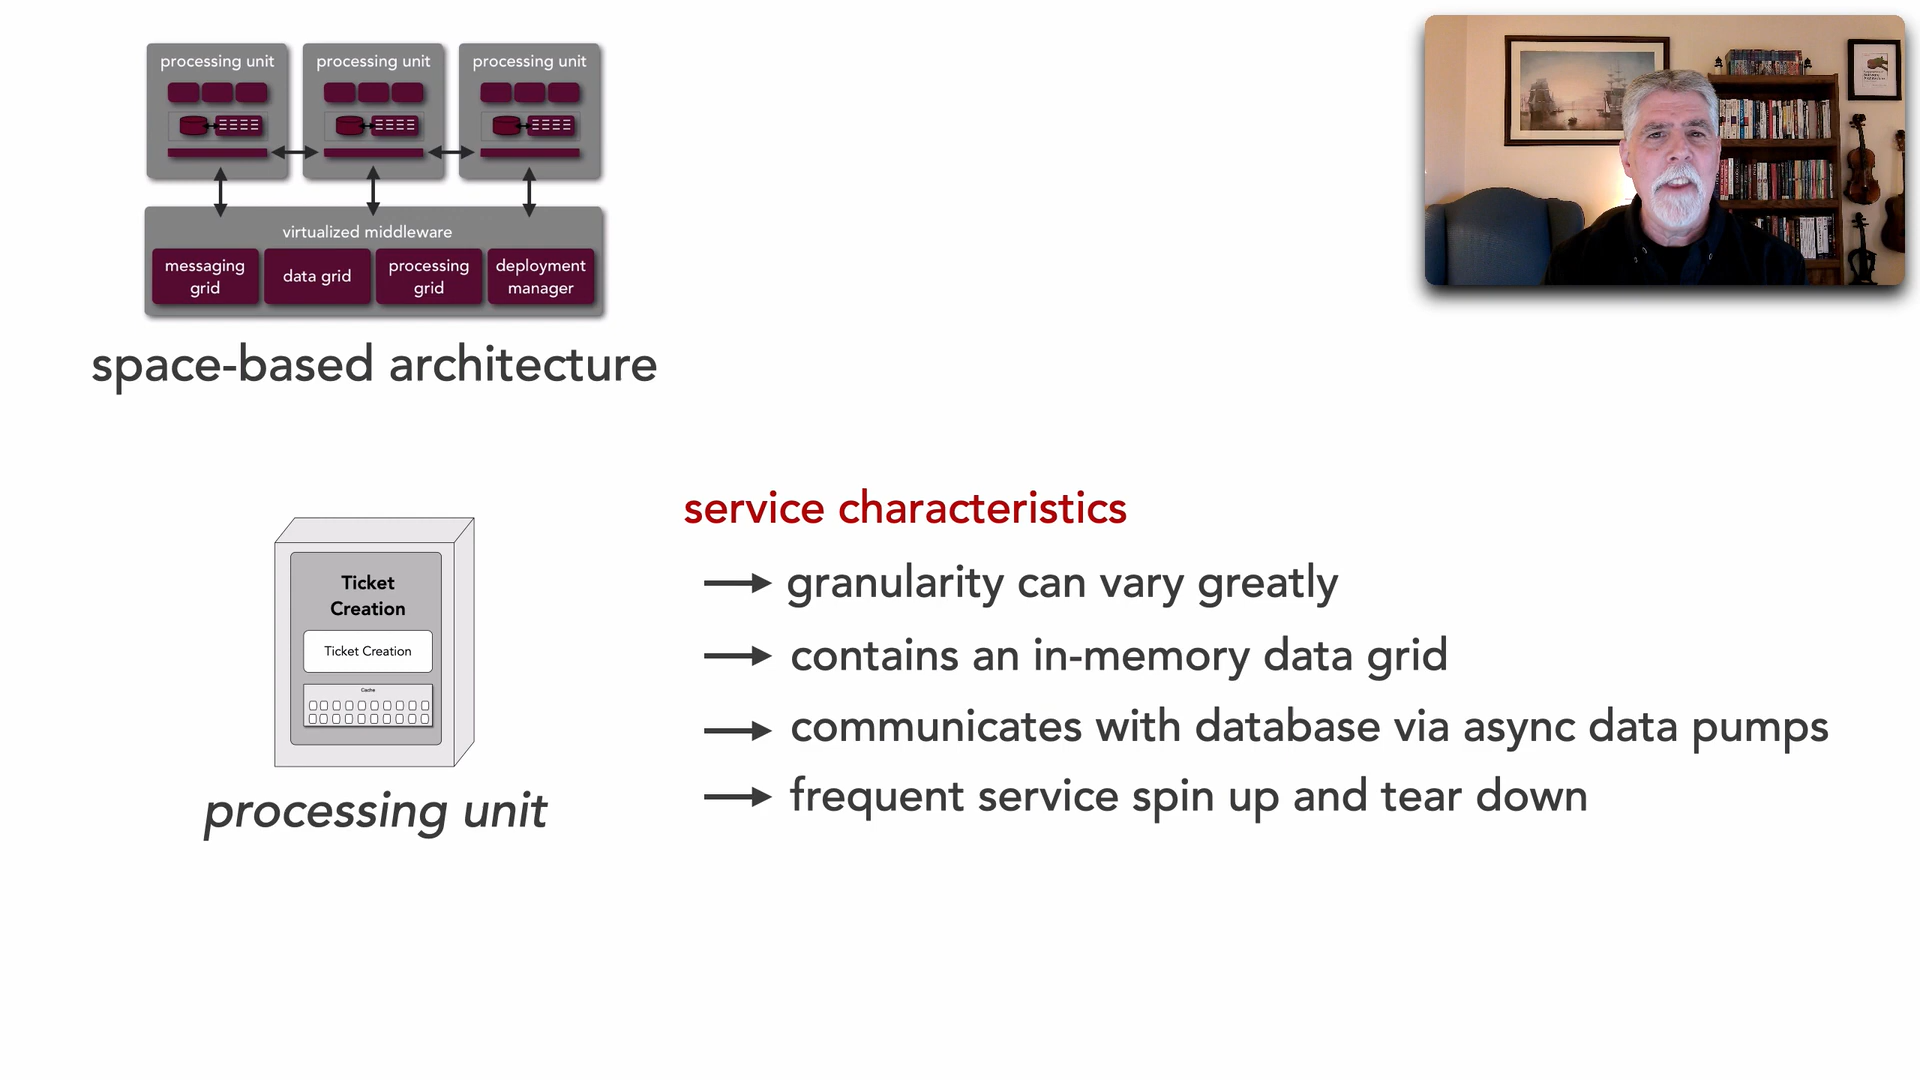 processing unit
processing unit
processing unit
virtualized middleware
messaging
grid
data grid
processing
grid
deployment
manager
space-based architecture
Ticket
Creation
Ticket Creation
Cache
processing unit
service characteristics
granularity can vary greatly
contains an in-memory data grid
communicates with database via async data pumps
frequent service spin up and tear down